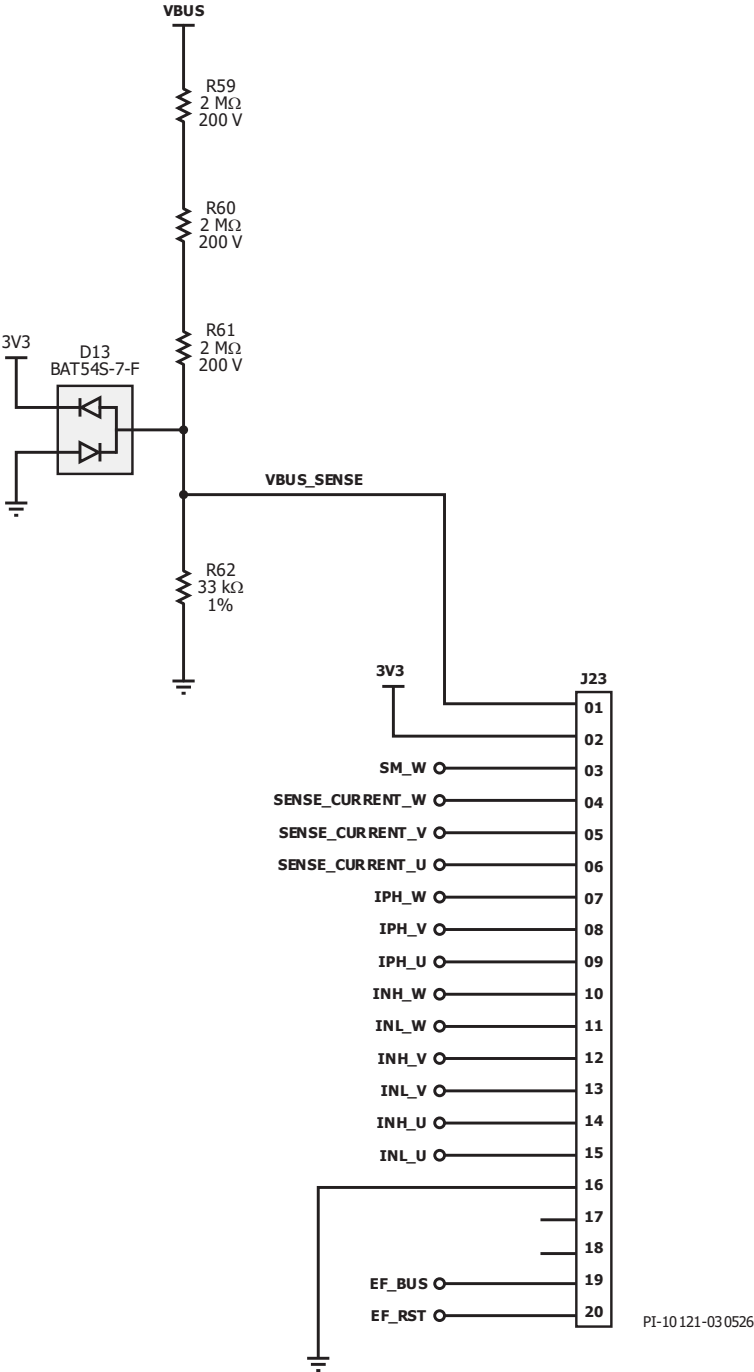 VBUS
R59
2 MΩ
200 V
R60
2 MΩ
200 V
R61
2 MΩ
200 V
3V3
D13
BAT54S-7-F
VBUS_SENSE
R62
33 kΩ
1%
3V3
J23
01
02
SM_W 03
SENSE_CURRENT_W 04
SENSE_CURRENT_V 05
SENSE_CURRENT_U 06
IPH_W 07
IPH_V 08
IPH_U 09
INH_W 10
INL_W 11
INH_V 12
INL_V 13
INH_U 14
INL_U 15
16
17
18
EF_BUS 19
EF_RST 20
PI-10121-030526